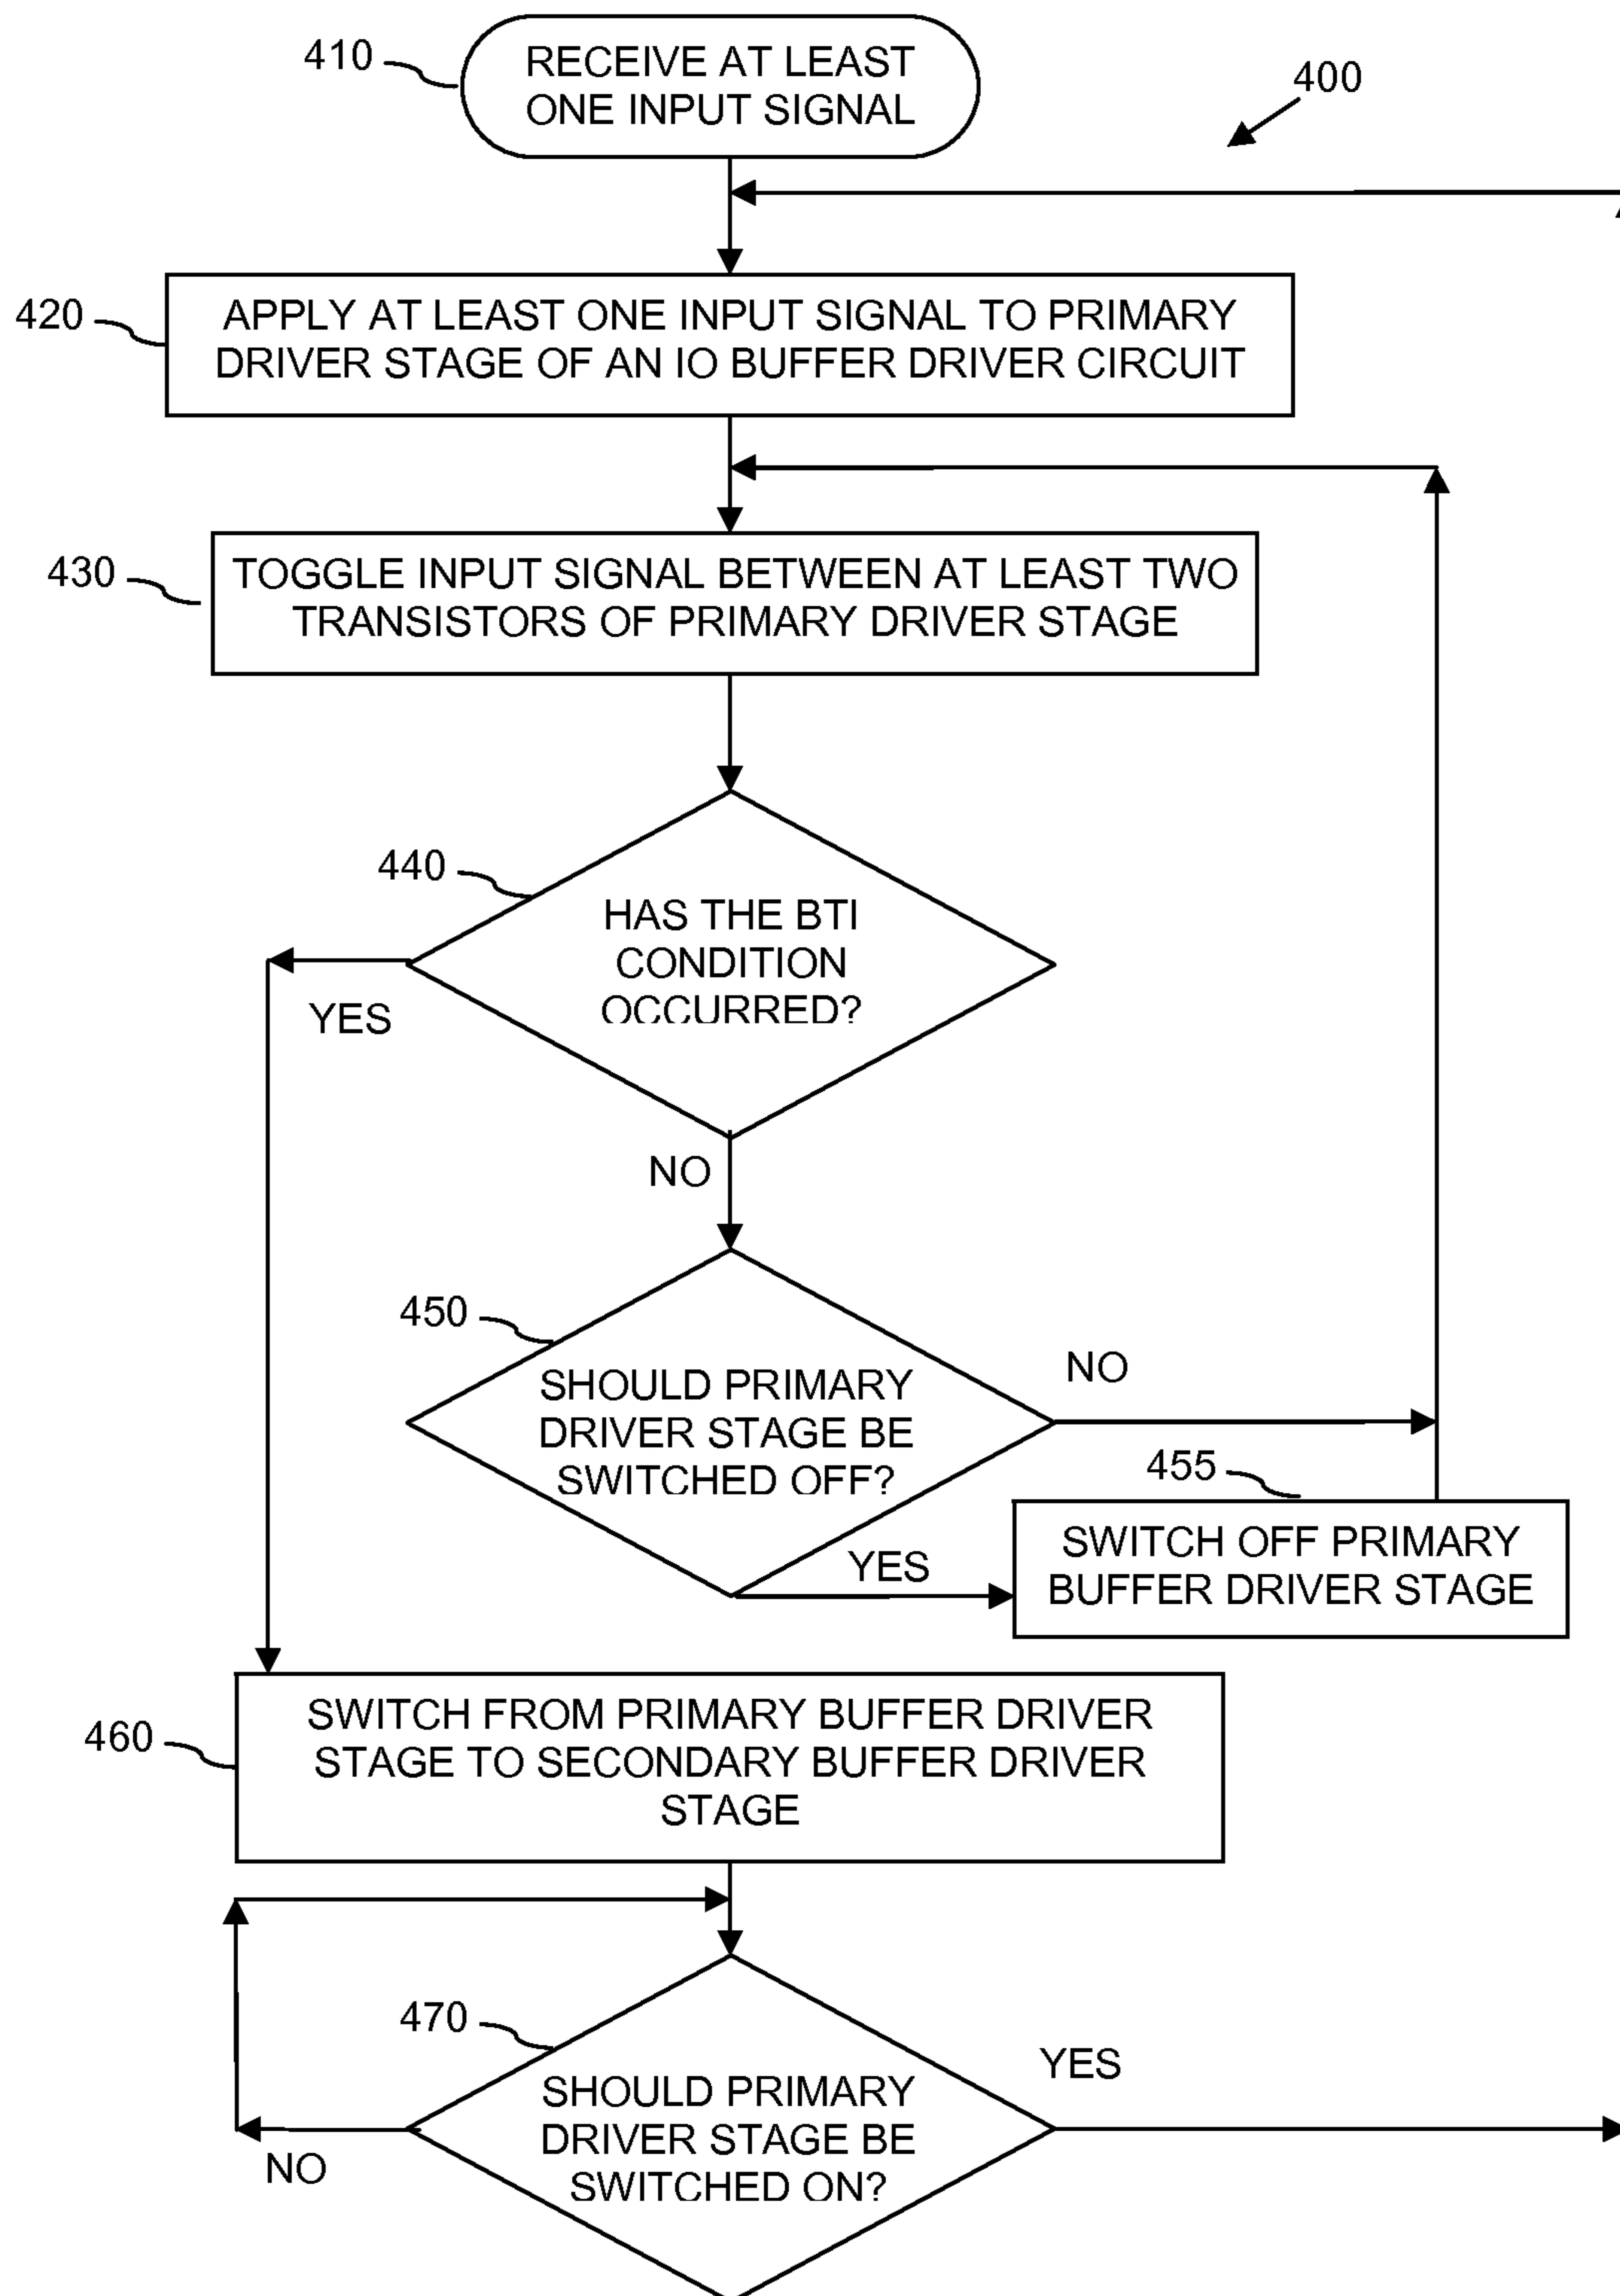 410
RECEIVE AT LEAST
ONE INPUT SIGNAL
400
420
APPLY AT LEAST ONE INPUT SIGNAL TO PRIMARY
DRIVER STAGE OF AN IO BUFFER DRIVER CIRCUIT
430
TOGGLE INPUT SIGNAL BETWEEN AT LEAST TWO
TRANSISTORS OF PRIMARY DRIVER STAGE
440
HAS THE BTI
CONDITION
OCCURRED?
YES
NO
450
SHOULD PRIMARY
DRIVER STAGE BE
SWITCHED OFF?
NO
YES
455
SWITCH OFF PRIMARY
BUFFER DRIVER STAGE
460
SWITCH FROM PRIMARY BUFFER DRIVER
STAGE TO SECONDARY BUFFER DRIVER
STAGE
470
SHOULD PRIMARY
DRIVER STAGE BE
SWITCHED ON?
YES
NO